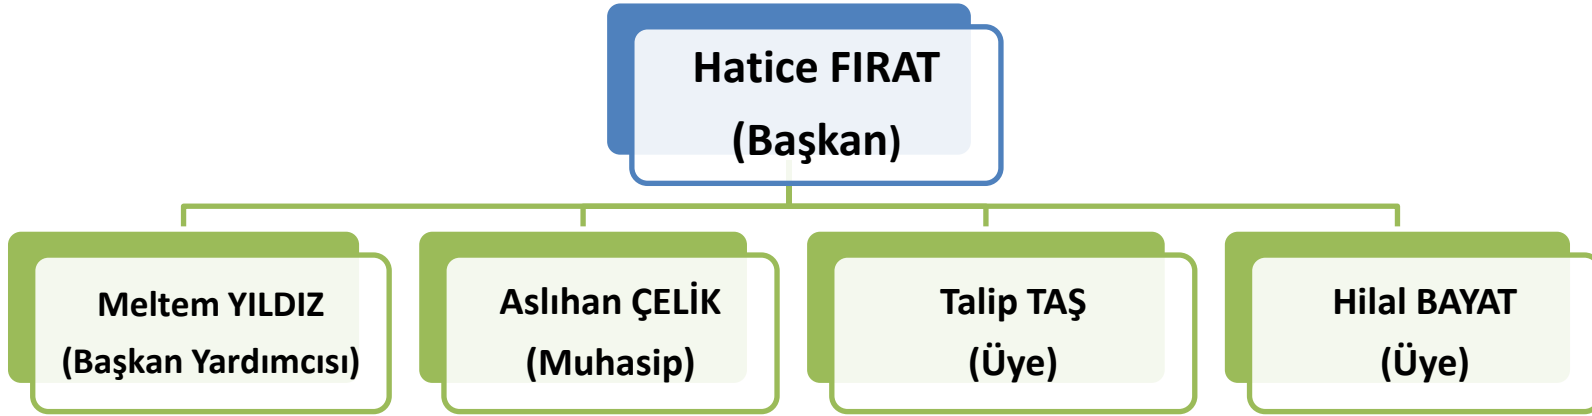 Hatice FIRAT
(Başkan)
Meltem YILDIZ
(Başkan Yardımcısı)
Aslıhan ÇELİK
(Muhasip)
Talip TAŞ
(Üye)
Hilal BAYAT
(Üye)